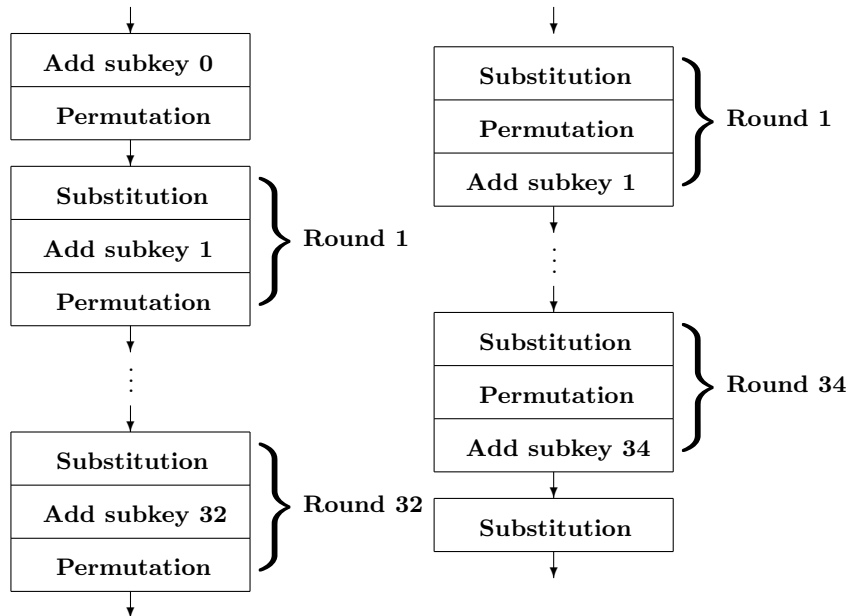 Add subkey 0
Permutation
Substitution
Add subkey 1
Permutation
Round 1
Substitution
Add subkey 32
Permutation
Round 32
Substitution
Permutation
Add subkey 1
Round 1
Substitution
Permutation
Add subkey 34
Round 34
Substitution